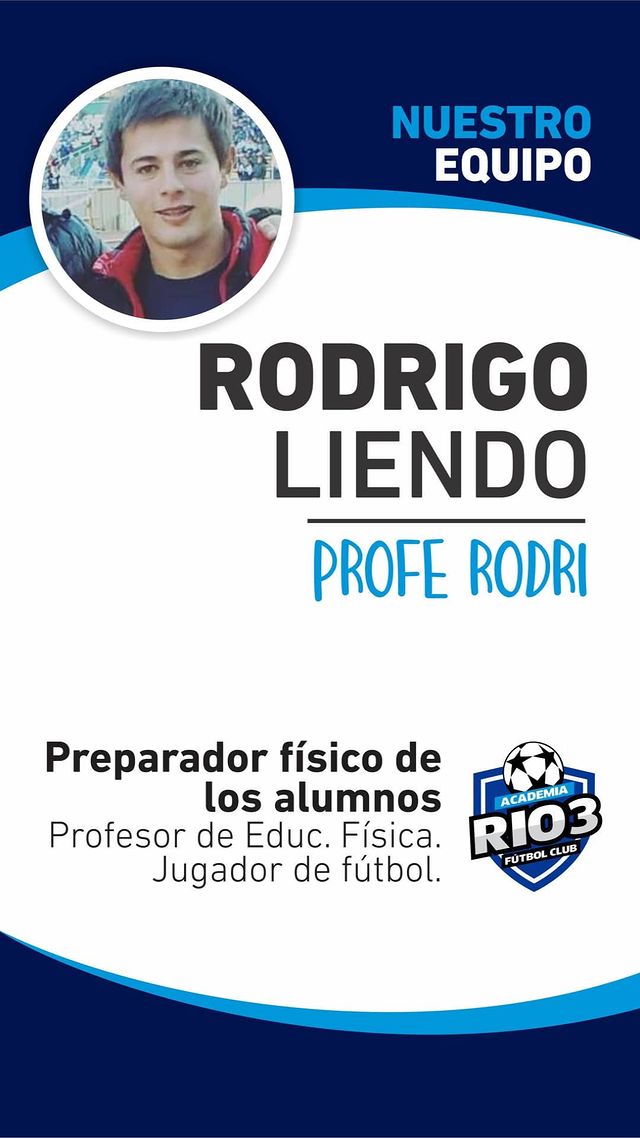 NUESTRO
EQUIPO
RODRIGO
LIENDO
PROFE RODRI
Preparador físico de
los alumnos
Profesor de Educ. Física.
Jugador de fútbol.
ACADEMIA
RIO3
FÚTBOL CLUB